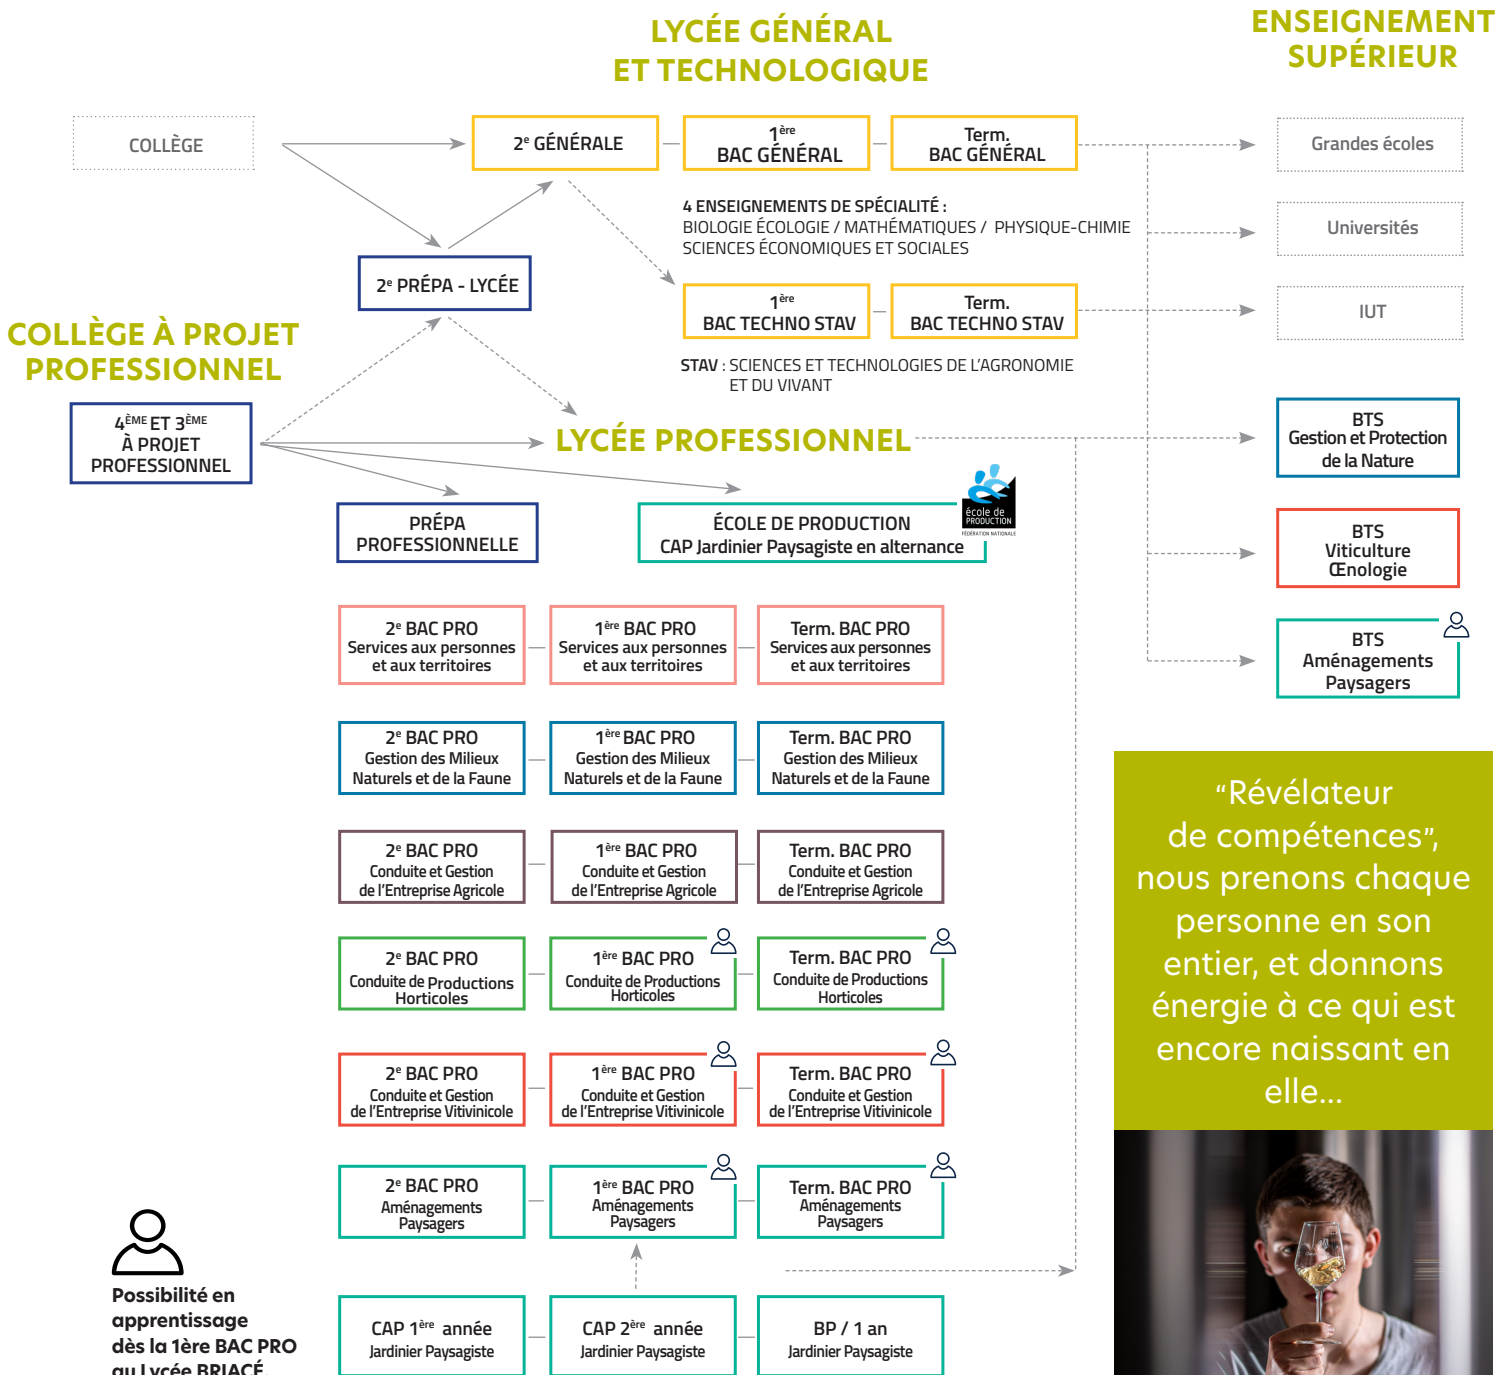 LYCÉE GÉNÉRAL
ET TECHNOLOGIQUE
ENSEIGNEMENT
SUPÉRIEUR
COLLÈGE
2e GÉNÉRALE
1ère
BAC GÉNÉRAL
Term.
BAC GÉNÉRAL
Grandes écoles
4 ENSEIGNEMENTS DE SPÉCIALITÉ :
BIOLOGIE ÉCOLOGIE / MATHÉMATIQUES / PHYSIQUE-CHIMIE
SCIENCES ÉCONOMIQUES ET SOCIALES
Universités
2e PRÉPA - LYCÉE
1ère
BAC TECHNO STAV
Term.
BAC TECHNO STAV
IUT
STAV : SCIENCES ET TECHNOLOGIES DE L'AGRONOMIE
ET DU VIVANT
COLLÈGE À PROJET
PROFESSIONNEL
4ÈME ET 3ÈME
À PROJET
PROFESSIONNEL
LYCÉE PROFESSIONNEL
BTS
Gestion et Protection
de la Nature
PRÉPA
PROFESSIONNELLE
ÉCOLE DE PRODUCTION
CAP Jardinier Paysagiste en alternance
école de
PRODUCTION
FÉDÉRATION NATIONALE
BTS
Viticulture
Œnologie
2e BAC PRO
Services aux personnes
et aux territoires
1ère BAC PRO
Services aux personnes
et aux territoires
Term. BAC PRO
Services aux personnes
et aux territoires
BTS
Aménagements
Paysagers
2e BAC PRO
Gestion des Milieux
Naturels et de la Faune
1ère BAC PRO
Gestion des Milieux
Naturels et de la Faune
Term. BAC PRO
Gestion des Milieux
Naturels et de la Faune
2e BAC PRO
Conduite et Gestion
de l'Entreprise Agricole
1ère BAC PRO
Conduite et Gestion
de l'Entreprise Agricole
Term. BAC PRO
Conduite et Gestion
de l'Entreprise Agricole
2e BAC PRO
Conduite de Productions
Horticoles
1ère BAC PRO
Conduite de Productions
Horticoles
Term. BAC PRO
Conduite de Productions
Horticoles
2e BAC PRO
Conduite et Gestion
de l'Entreprise Vitivinicole
1ère BAC PRO
Conduite et Gestion
de l'Entreprise Vitivinicole
Term. BAC PRO
Conduite et Gestion
de l'Entreprise Vitivinicole
2e BAC PRO
Aménagements
Paysagers
1ère BAC PRO
Aménagements
Paysagers
Term. BAC PRO
Aménagements
Paysagers
CAP 1ère année
Jardinier Paysagiste
CAP 2ère année
Jardinier Paysagiste
BP / 1 an
Jardinier Paysagiste
Possibilité en
apprentissage
dès la 1ère BAC PRO
au Lycée BRIACÉ.
“Révélateur
de compétences”,
nous prenons chaque
personne en son
entier, et donnons
énergie à ce qui est
encore naissant en
elle...